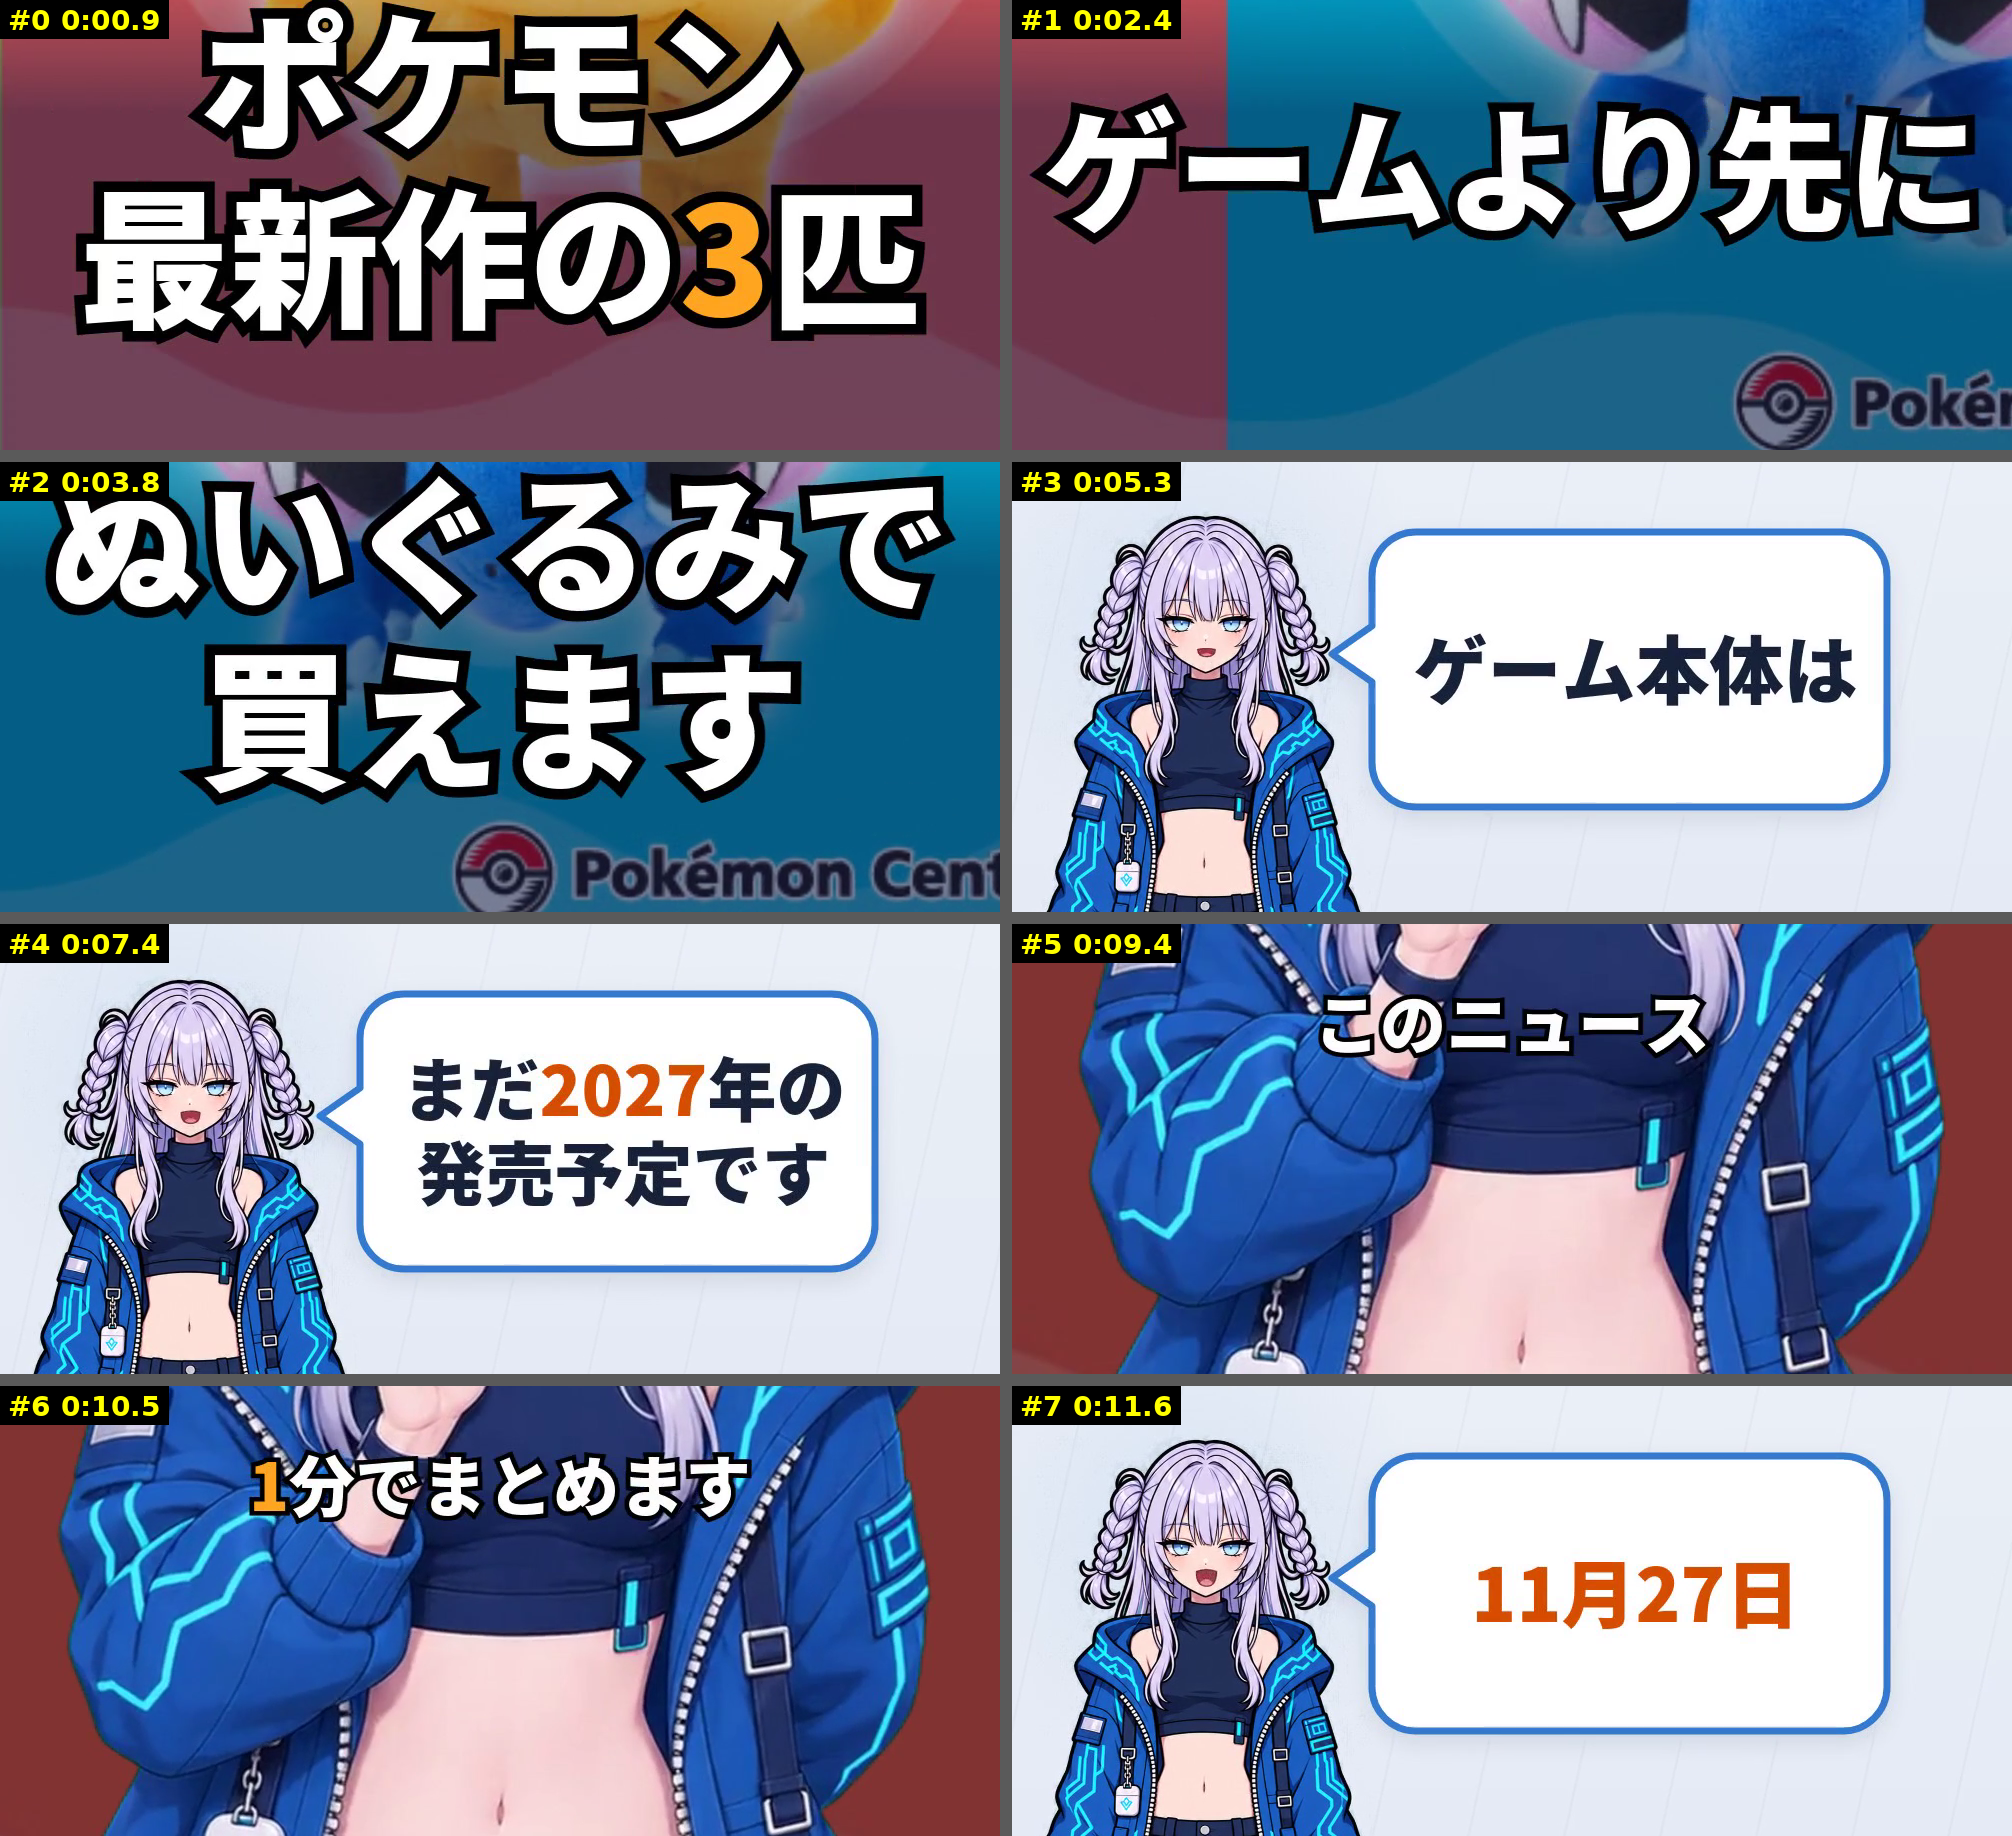 #0 0:00.9
ポケモン
最新作の3匹
#1 0:02.4
ゲームより先に
Pokém
#2 0:03.8
ぬいぐるみで
買えます
Pokémon Cent
#3 0:05.3
ゲーム本体は
#4 0:07.4
まだ2027年の
発売予定です
#5 0:09.4
このニュース
#6 0:10.5
1分でまとめます
#7 0:11.6
11月27日